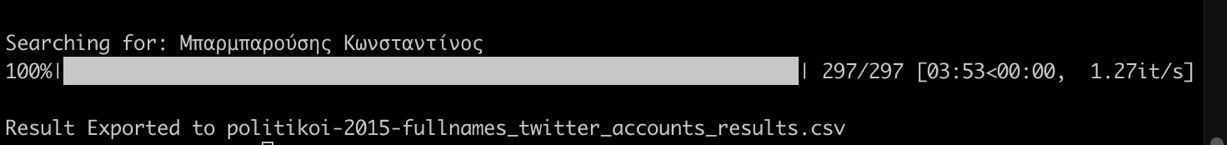 Searching for: Μπαρμπαρούσης Κωνσταντίνος
100%| | 297/297 [03:53<00:00, 1.27it/s]
Result Exported to politikoi-2015-fullnames_twitter_accounts_results.csv